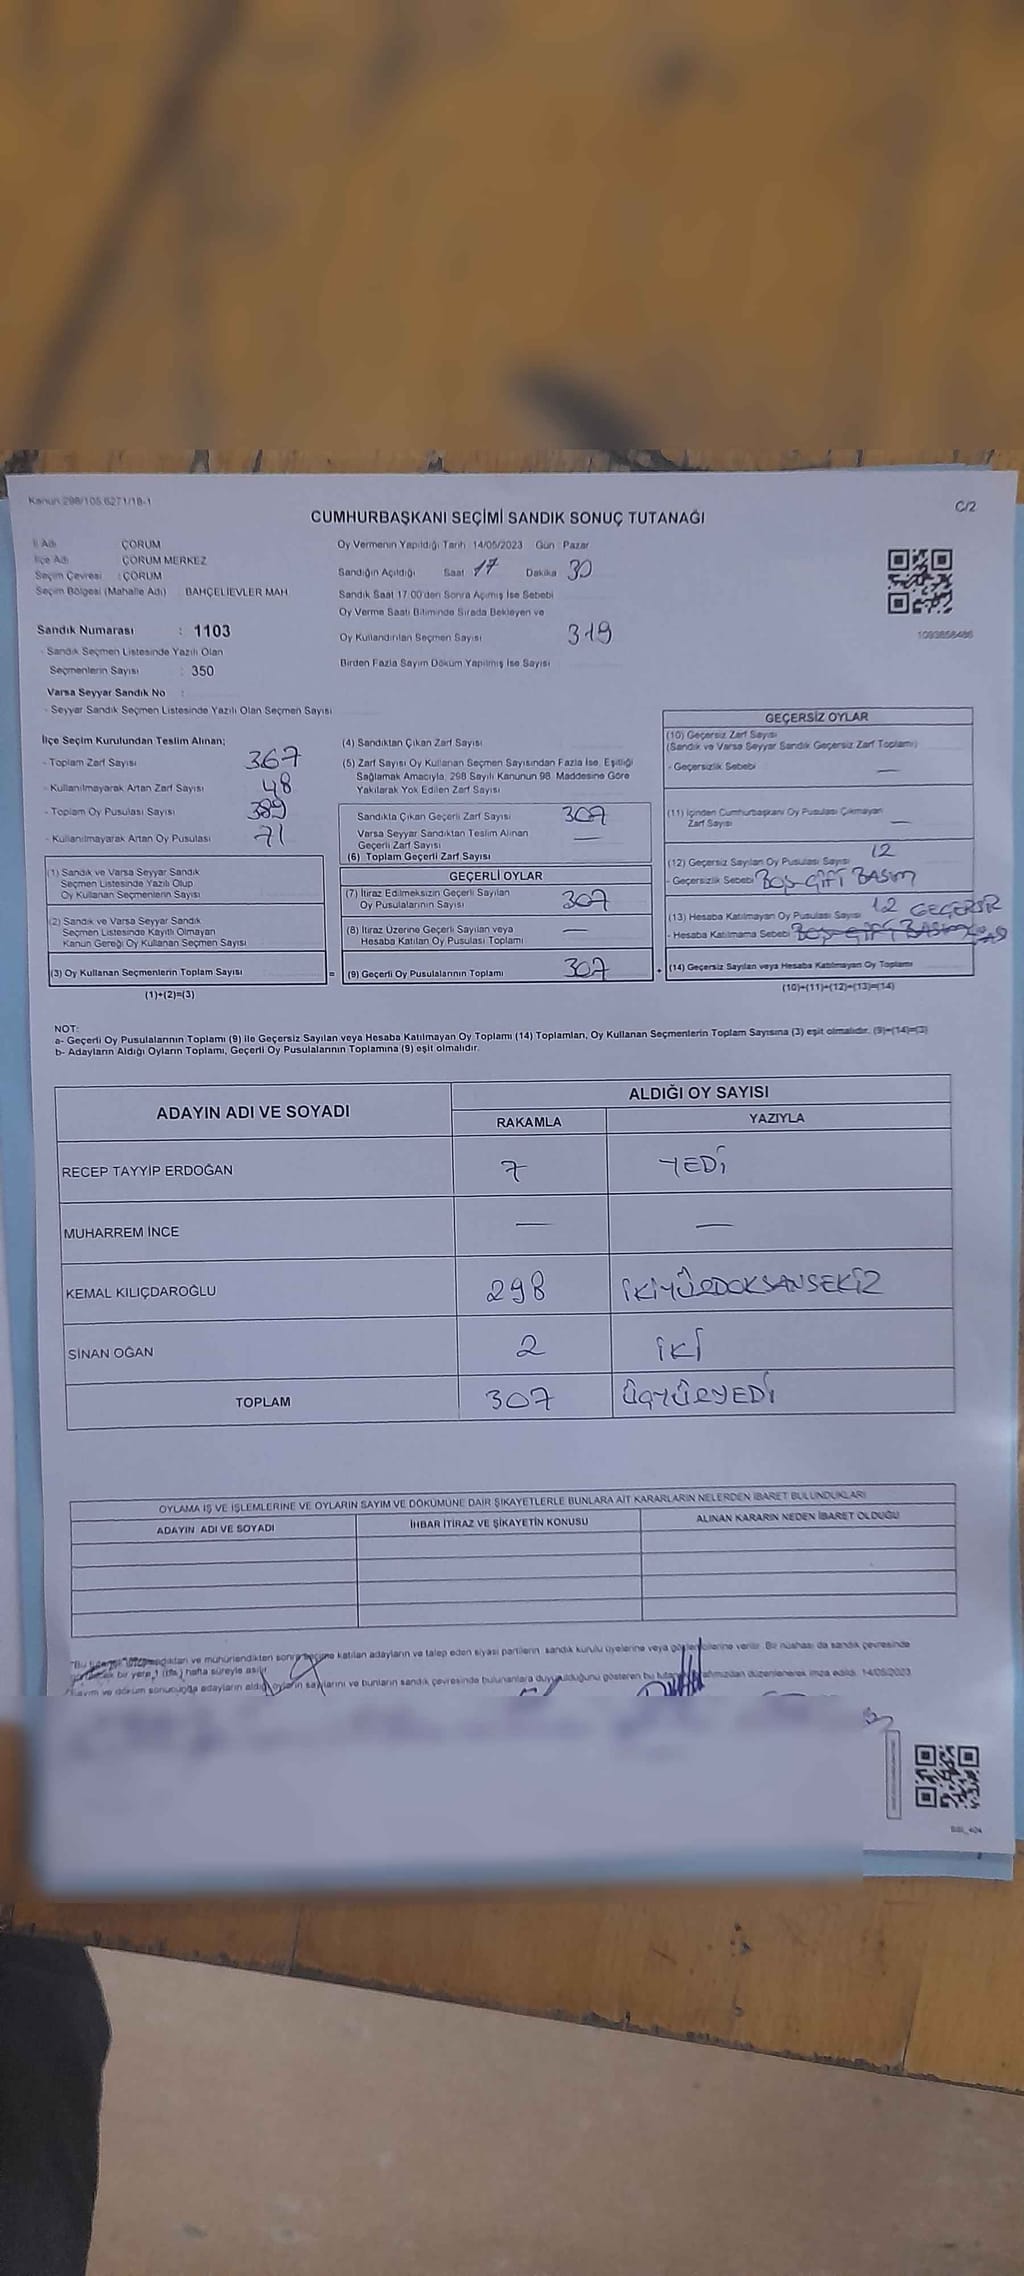 Kanun 298/105 6271/18-1
C/2
CUMHURBAŞKANI SEÇİMİ SANDIK SONUÇ TUTANAĞI
İl Adı ÇORUM
İlçe Adı ÇORUM MERKEZ
Seçim Çevresi : ÇORUM
Seçim Bölgesi (Mahalle Adı) BAHÇELİEVLER MAH.
Sandık Numarası : 1103
- Sandık Seçmen Listesinde Yazılı Olan
Seçmenlerin Sayısı : 350
Varsa Seyyar Sandık No :
- Seyyar Sandık Seçmen Listesinde Yazılı Olan Seçmen Sayısı
Oy Vermenin Yapıldığı Tarih 14/05/2023 Gün : Pazar
Sandığın Açıldığı Saat 17 Dakika 30
Sandık Saat 17:00'den Sonra Açılmış İse Sebebi
Oy Verme Saati Bitiminde Sırada Bekleyen ve
Oy Kullandırılan Seçmen Sayısı 319
Birden Fazla Sayım Döküm Yapılmış İse Sayısı
1093858486
İlçe Seçim Kurulundan Teslim Alınan;
- Toplam Zarf Sayısı 367
- Kullanılmayarak Artan Zarf Sayısı 48
- Toplam Oy Pusulası Sayısı 389
- Kullanılmayarak Artan Oy Pusulası 71
(1) Sandık ve Varsa Seyyar Sandık
Seçmen Listesinde Yazılı Olup
Oy Kullanan Seçmenlerin Sayısı
(2) Sandık ve Varsa Seyyar Sandık
Seçmen Listesinde Kayıtlı Olmayan
Kanun Gereği Oy Kullanan Seçmen Sayısı
(3) Oy Kullanan Seçmenlerin Toplam Sayısı
(1)+(2)=(3)
=
(4) Sandıktan Çıkan Zarf Sayısı
(5) Zarf Sayısı Oy Kullanan Seçmen Sayısından Fazla İse, Eşitliği
Sağlamak Amacıyla, 298 Sayılı Kanunun 98. Maddesine Göre
Yakılarak Yok Edilen Zarf Sayısı
Sandıkta Çıkan Geçerli Zarf Sayısı 307
Varsa Seyyar Sandıktan Teslim Alınan
Geçerli Zarf Sayısı —
(6) Toplam Geçerli Zarf Sayısı
GEÇERLİ OYLAR
(7) İtiraz Edilmeksizin Geçerli Sayılan
Oy Pusulalarının Sayısı 307
(8) İtiraz Üzerine Geçerli Sayılan veya
Hesaba Katılan Oy Pusulası Toplamı —
(9) Geçerli Oy Pusulalarının Toplamı 307
+
GEÇERSİZ OYLAR
(10) Geçersiz Zarf Sayısı
(Sandık ve Varsa Seyyar Sandık Geçersiz Zarf Toplamı)
- Geçersizlik Sebebi —
(11) İçinden Cumhurbaşkanı Oy Pusulası Çıkmayan
Zarf Sayısı —
(12) Geçersiz Sayılan Oy Pusulası Sayısı 12
- Geçersizlik Sebebi BOŞ-ÇİFT BASIM
(13) Hesaba Katılmayan Oy Pusulası Sayısı 12 GEÇERSİZ
- Hesaba Katılmama Sebebi
(14) Geçersiz Sayılan veya Hesaba Katılmayan Oy Toplamı
(10)+(11)+(12)+(13)=(14)
NOT:
a- Geçerli Oy Pusulalarının Toplamı (9) ile Geçersiz Sayılan veya Hesaba Katılmayan Oy Toplamı (14) Toplamları, Oy Kullanan Seçmenlerin Toplam Sayısına (3) eşit olmalıdır. (9)+(14)=(3)
b- Adayların Aldığı Oyların Toplamı, Geçerli Oy Pusulalarının Toplamına (9) eşit olmalıdır.
ADAYIN ADI VE SOYADI ALDIĞI OY SAYISI
RAKAMLA YAZIYLA
RECEP TAYYİP ERDOĞAN 7 YEDİ
MUHARREM İNCE — —
KEMAL KILIÇDAROĞLU 298 İKİYÜZDOKSANSEKİZ
SİNAN OĞAN 2 İKİ
TOPLAM 307 ÜÇYÜZYEDİ
OYLAMA İŞ VE İŞLEMLERİNE VE OYLARIN SAYIM VE DÖKÜMÜNE DAİR ŞİKAYETLERLE BUNLARA AİT KARARLARIN NELERDEN İBARET BULUNDUKLARI
ADAYIN ADI VE SOYADI İHBAR İTİRAZ VE ŞİKAYETİN KONUSU ALINAN KARARIN NEDEN İBARET OLDUĞU
"Bu ve mühürlendikten sonra seçime katılan adayların ve talep eden siyasi partilerin sandık kurulu üyelerine veya gözlemcilerine verilir. Bir nüshası da sandık çevresinde
bir yere 1 (bir) hafta süreyle asılır.
Sayım ve döküm sonucunda adayların aldığı oyların sayılarını ve bunların sandık çevresinde bulunanlara duyurulduğunu gösteren bu tutanak tarafımızdan düzenlenerek imza edildi. 14/05/2023